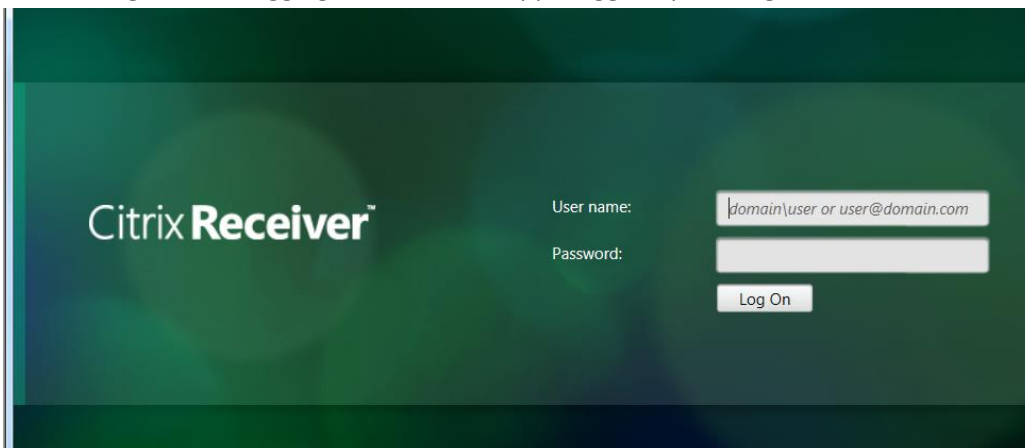 Citrix Receiver™
User name:
domain\user or user@domain.com
Password:
Log On